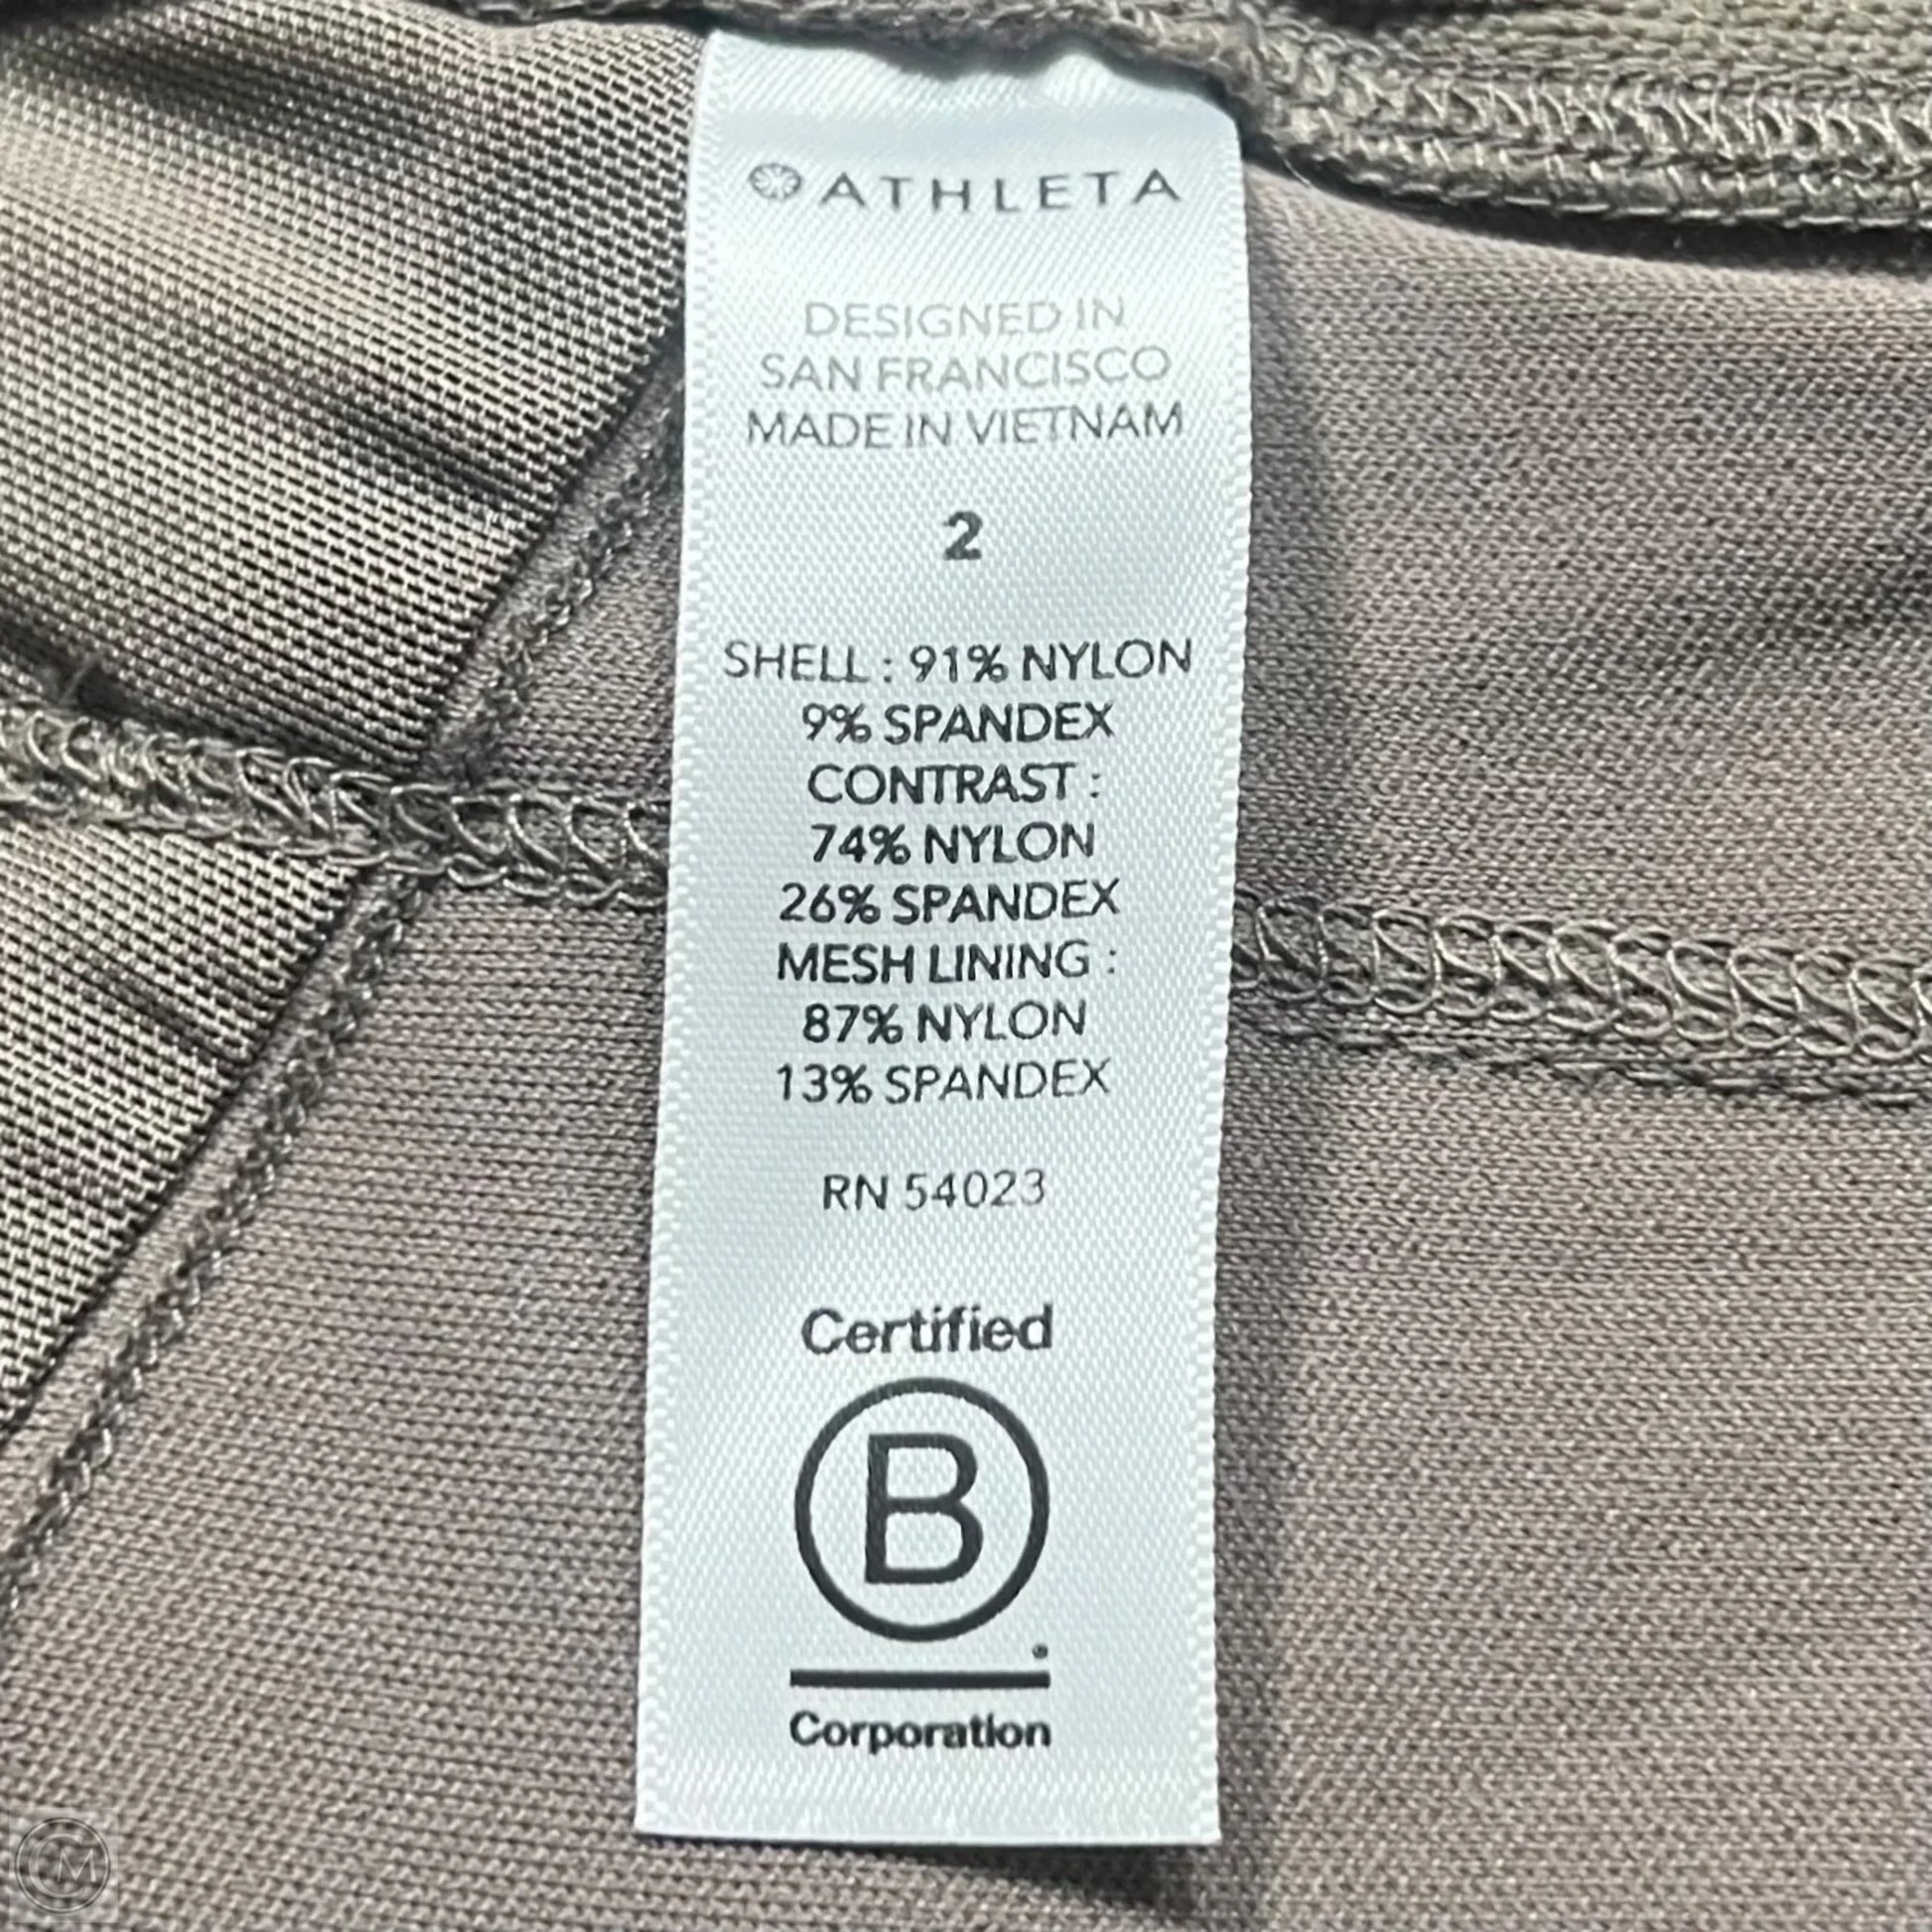 ATHLETA
DESIGNED IN
SAN FRANCISCO
MADE IN VIETNAM
2
SHELL : 91% NYLON
9% SPANDEX
CONTRAST :
74% NYLON
26% SPANDEX
MESH LINING :
87% NYLON
13% SPANDEX
RN 54023
Certified
B
Corporation
CM